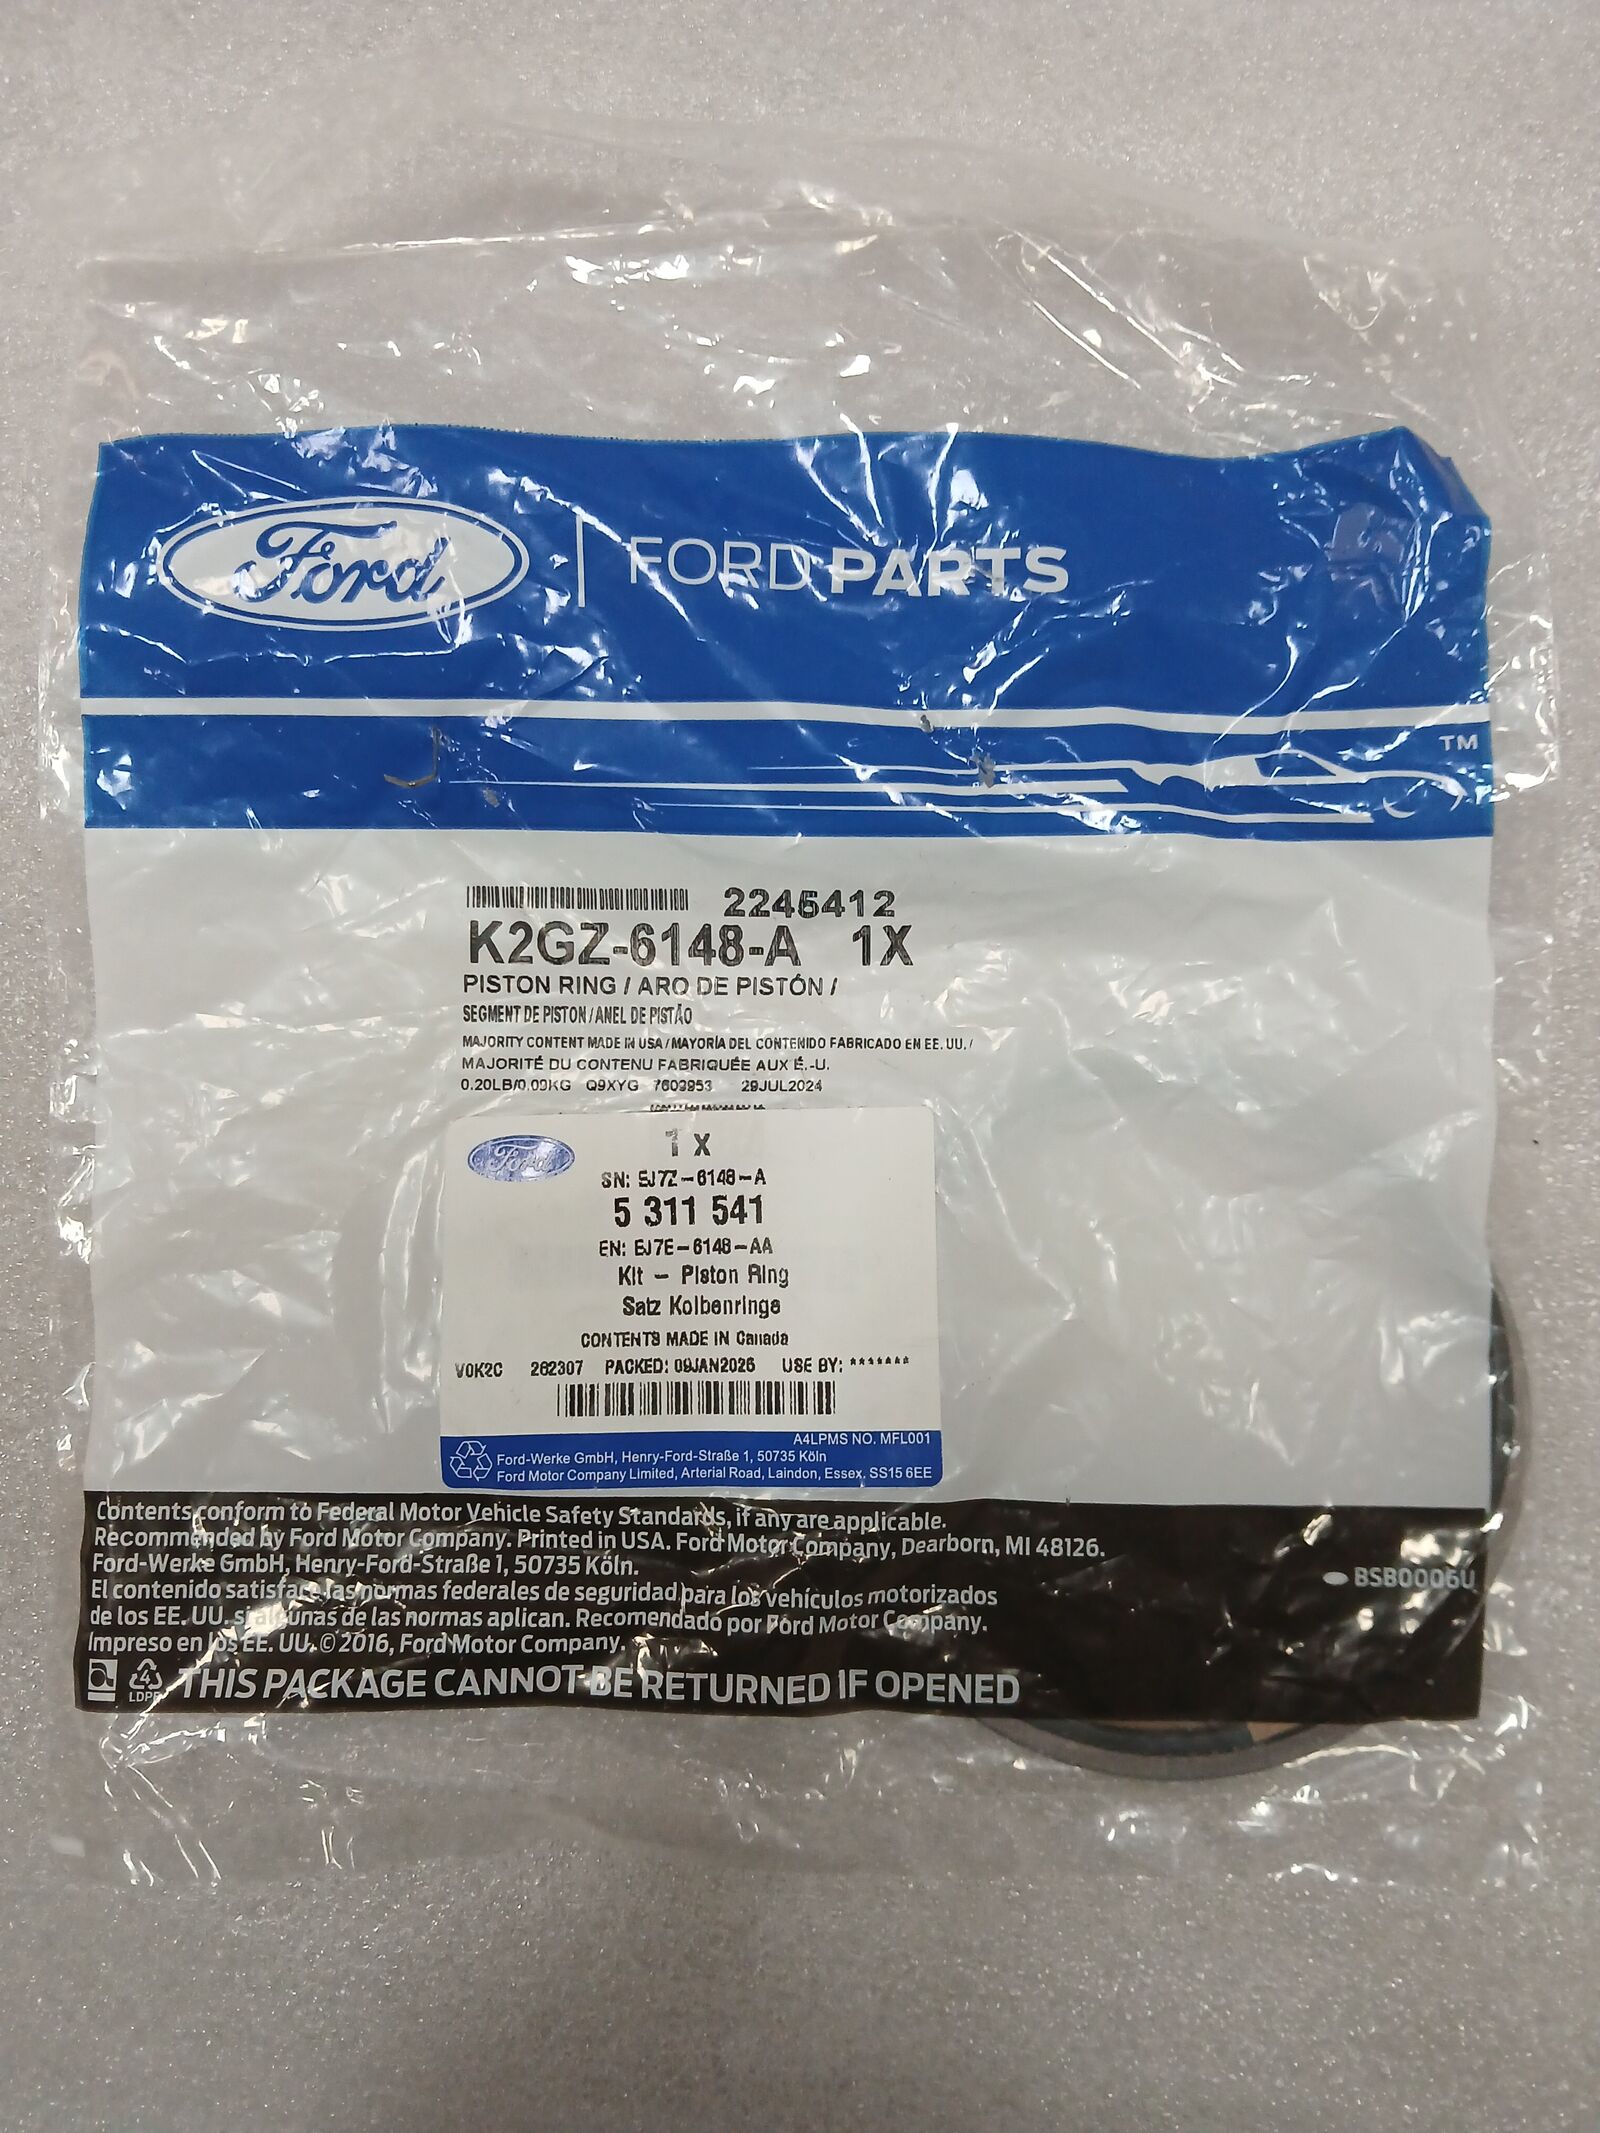 Ford
FORD PARTS
TM
2245412
K2GZ-6148-A 1X
PISTON RING / ARO DE PISTÓN /
SEGMENT DE PISTON / ANEL DE PISTÃO
MAJORITY CONTENT MADE IN USA / MAYORÍA DEL CONTENIDO FABRICADO EN EE. UU. /
MAJORITÉ DU CONTENU FABRIQUÉE AUX É.-U.
0.20LB/0.09KG Q9XYG 7603953 29JUL2024
Ford
1 X
SN: EJ7Z-6148-A
5 311 541
EN: EJ7E-6148-AA
Kit - Piston Ring
Satz Kolbenringe
CONTENTS MADE IN Canada
V0K2C 262307 PACKED: 09JAN2026 USE BY: *******
A4LPMS NO. MFL001
Ford-Werke GmbH, Henry-Ford-Straße 1, 50735 Köln
Ford Motor Company Limited, Arterial Road, Laindon, Essex. SS15 6EE
Contents conform to Federal Motor Vehicle Safety Standards, if any are applicable.
Recommended by Ford Motor Company. Printed in USA. Ford Motor Company, Dearborn, MI 48126.
Ford-Werke GmbH, Henry-Ford-Straße 1, 50735 Köln.
BSB0006U
El contenido satisface las normas federales de seguridad para los vehículos motorizados
de los EE. UU. si algunas de las normas aplican. Recomendado por Ford Motor Company.
Impreso en los EE. UU. © 2016, Ford Motor Company.
4
LDPE
THIS PACKAGE CANNOT BE RETURNED IF OPENED